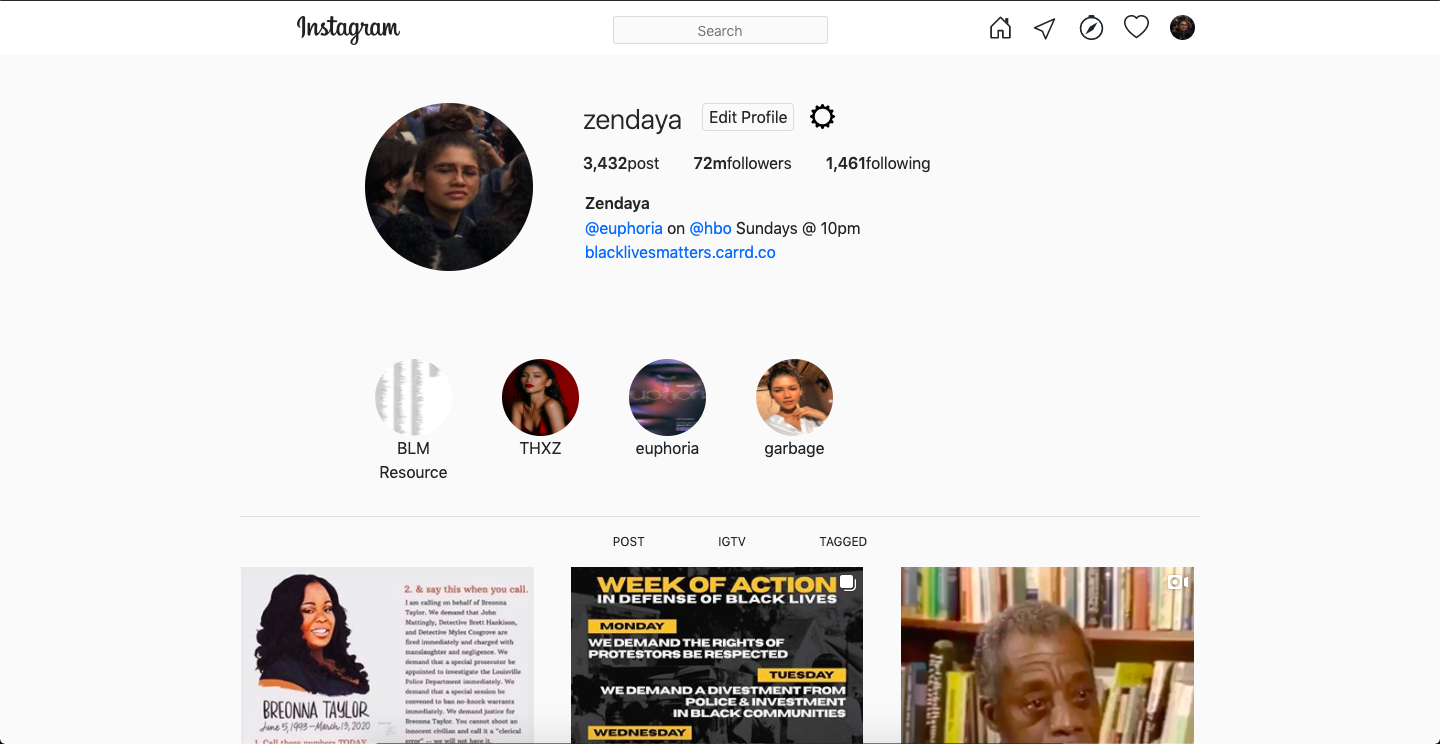 Instagram
Search
zendaya
Edit Profile
3,432post
72mfollowers
1,461following
Zendaya
@euphoria on @hbo Sundays @ 10pm
blacklivesmatters.carrd.co
BLM
Resource
THXZ
euphoria
garbage
POST
IGTV
TAGGED
2. & say this when you call.
I am calling on behalf of Breonna
Taylor. We demand that John
Mattingly, Detective Brett Hankison,
and Detective Myles Cosgrove are
fired immediately and charged with
manslaughter and negligence. We
demand that a special prosecutor be
appointed to investigate the Louisville
Police Department immediately. We
demand that a special session be
convened to ban no-knock warrants
immediately. We demand justice for
Breonna Taylor. You cannot shoot an
innocent civilian and call it a "clerical
error" -- we will not have it.
BREONNA TAYLOR
June 5, 1993 - March 13, 2020
1. Call these numbers TODAY
WEEK OF ACTION
IN DEFENSE OF BLACK LIVES
MONDAY
WE DEMAND THE RIGHTS OF
PROTESTORS BE RESPECTED
TUESDAY
WE DEMAND A DIVESTMENT FROM
POLICE & INVESTMENT
IN BLACK COMMUNITIES
WEDNESDAY